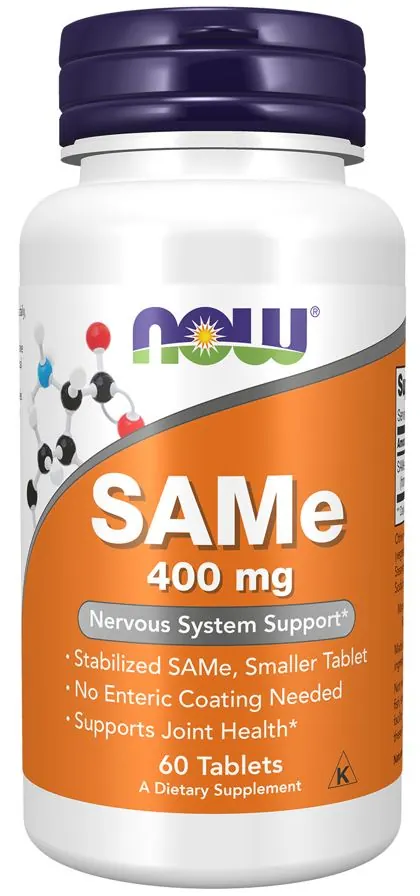 NOW®
SAMe
400 mg
Nervous System Support*
• Stabilized SAMe, Smaller Tablet
• No Enteric Coating Needed
• Supports Joint Health*
60 Tablets
A Dietary Supplement
K